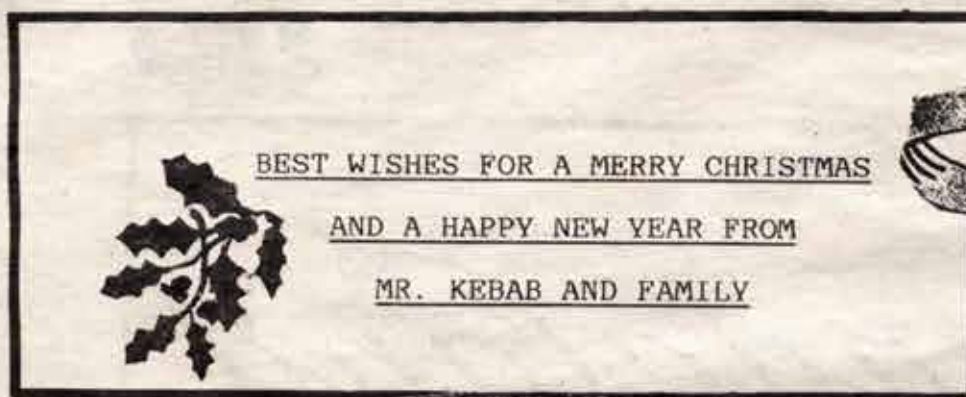 BEST WISHES FOR A MERRY CHRISTMAS
AND A HAPPY NEW YEAR FROM
MR. KEBAB AND FAMILY